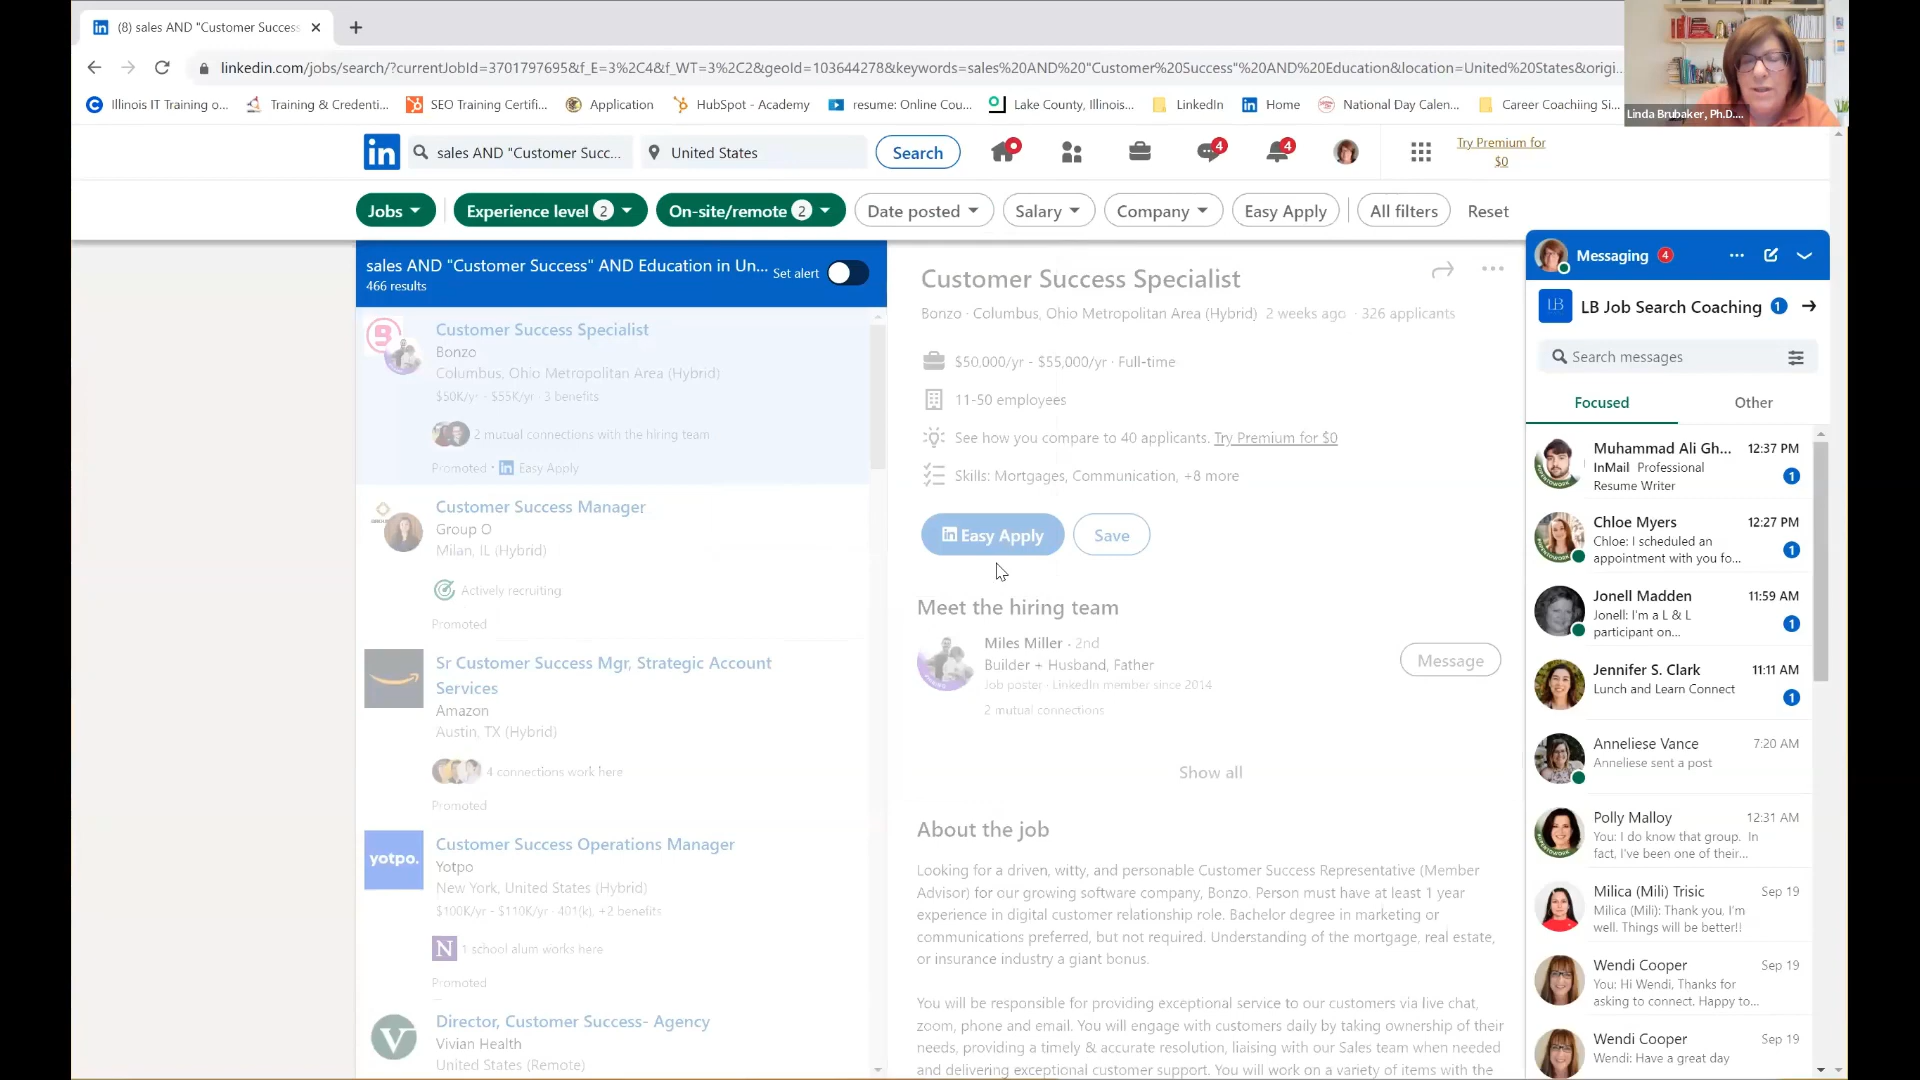 (8) sales AND "Customer Success
linkedin.com/jobs/search/?currentJobId=3701797695&f_E=3%2C4&f_WT=3%2C2&geoId=103644278&keywords=sales%20AND%20"Customer%20Success"%20AND%20Education&location=United%20States&origi...
Illinois IT Training o... Training & Credenti... SEO Training Certifi... Application HubSpot - Academy resume: Online Cou... Lake County, Illinois... LinkedIn Home National Day Calen... Career Coachiing Si...
Linda Brubaker, Ph.D....
in sales AND "Customer Succ... United States Search 4 4 Try Premium for
$0
Jobs Experience level 2 On-site/remote 2 Date posted Salary Company Easy Apply All filters Reset
sales AND "Customer Success" AND Education in Un... Set alert
466 results
Customer Success Specialist
Bonzo
Columbus, Ohio Metropolitan Area (Hybrid)
$50K/yr - $55K/yr · 3 benefits
2 mutual connections with the hiring team
Promoted · in Easy Apply
Customer Success Manager
Group O
Milan, IL (Hybrid)
Actively recruiting
Promoted
Sr Customer Success Mgr, Strategic Account
Services
Amazon
Austin, TX (Hybrid)
4 connections work here
Promoted
yotpo.
Customer Success Operations Manager
Yotpo
New York, United States (Hybrid)
$100K/yr - $110K/yr · 401(k), +2 benefits
N 1 school alum works here
Promoted
V
Director, Customer Success- Agency
Vivian Health
United States (Remote)
Customer Success Specialist
Bonzo · Columbus, Ohio Metropolitan Area (Hybrid) 2 weeks ago · 326 applicants
$50,000/yr - $55,000/yr · Full-time
11-50 employees
See how you compare to 40 applicants. Try Premium for $0
Skills: Mortgages, Communication, +8 more
in Easy Apply Save
Meet the hiring team
Miles Miller · 2nd
Builder + Husband, Father
Job poster · LinkedIn member since 2014
2 mutual connections
Message
Show all
About the job
Looking for a driven, witty, and personable Customer Success Representative (Member
Advisor) for our growing software company, Bonzo. Person must have at least 1 year
experience in digital customer relationship role. Bachelor degree in marketing or
communications preferred, but not required. Understanding of the mortgage, real estate,
or insurance industry a giant bonus.
You will be responsible for providing exceptional service to our customers via live chat,
zoom, phone and email. You will engage with customers daily by taking ownership of their
needs, providing a timely & accurate resolution, liaising with our Sales team when needed
and delivering exceptional customer support. You will work on a variety of items with the
Messaging 4
LB LB Job Search Coaching 1
Search messages
Focused Other
Muhammad Ali Gh... 12:37 PM
InMail Professional
Resume Writer 1
Chloe Myers 12:27 PM
Chloe: I scheduled an
appointment with you fo... 1
Jonell Madden 11:59 AM
Jonell: I'm a L & L
participant on... 1
Jennifer S. Clark 11:11 AM
Lunch and Learn Connect 1
Anneliese Vance 7:20 AM
Anneliese sent a post
Polly Malloy 12:31 AM
You: I do know that group. In
fact, I've been one of their...
Milica (Mili) Trisic Sep 19
Milica (Mili): Thank you, I'm
well. Things will be better!!
Wendi Cooper Sep 19
You: Hi Wendi, Thanks for
asking to connect. Happy to...
Wendi Cooper Sep 19
Wendi: Have a great day